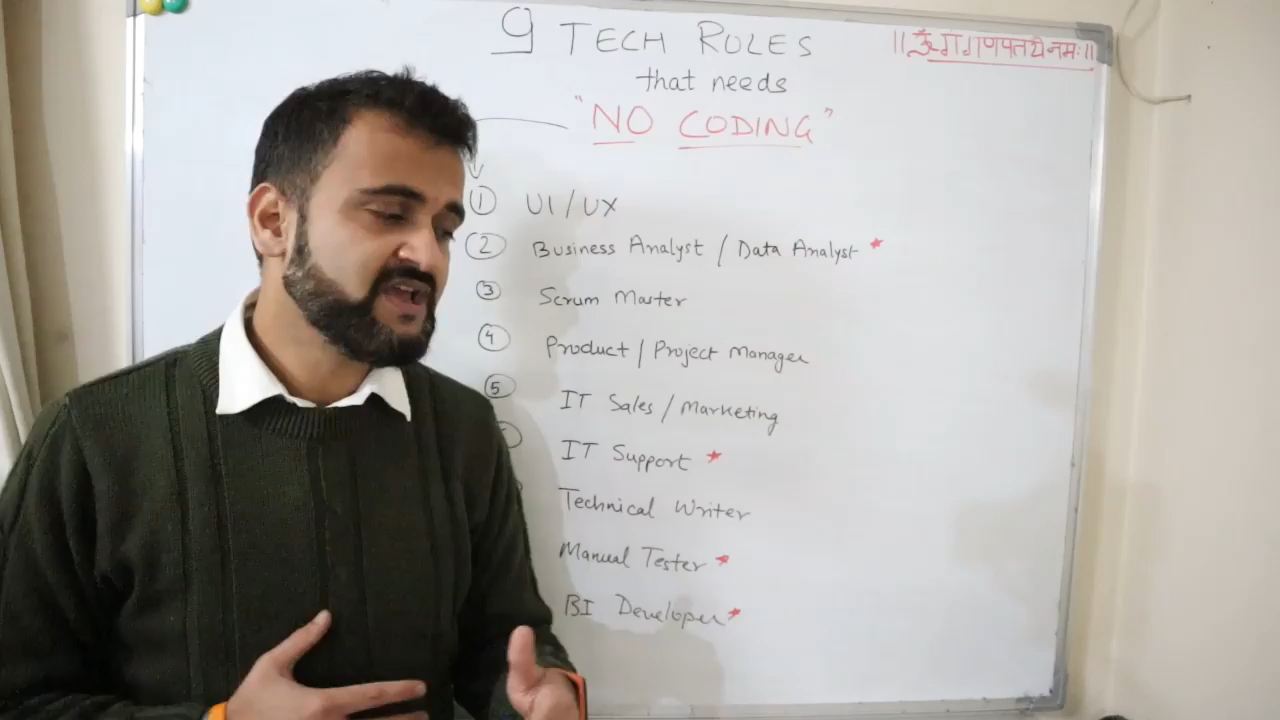 9 TECH ROLES
that needs
"NO CODING"
||ॐ गं गणपतये नमः||
1 UI/UX
2 Business Analyst / Data Analyst *
3 Scrum Master
4 Product / Project Manager
5 IT Sales / Marketing
IT Support *
Technical Writer
Manual Tester *
BI Developer *